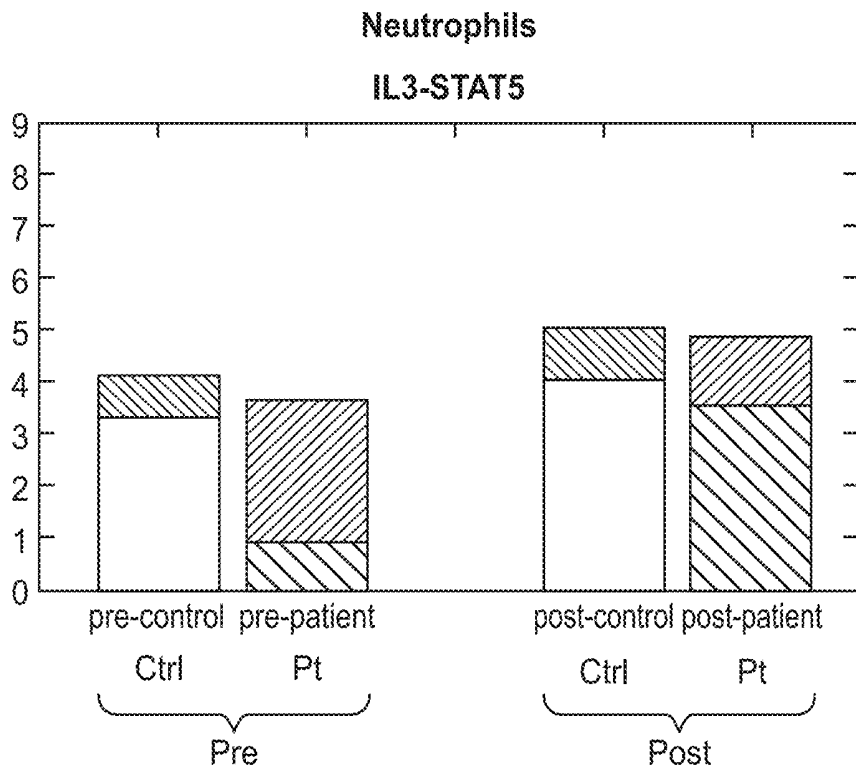 Neutrophils
IL3-STAT5
9
8
7
6
5
4
3
2
1
0
pre-control pre-patient post-control post-patient
Ctrl Pt Ctrl Pt
Pre Post